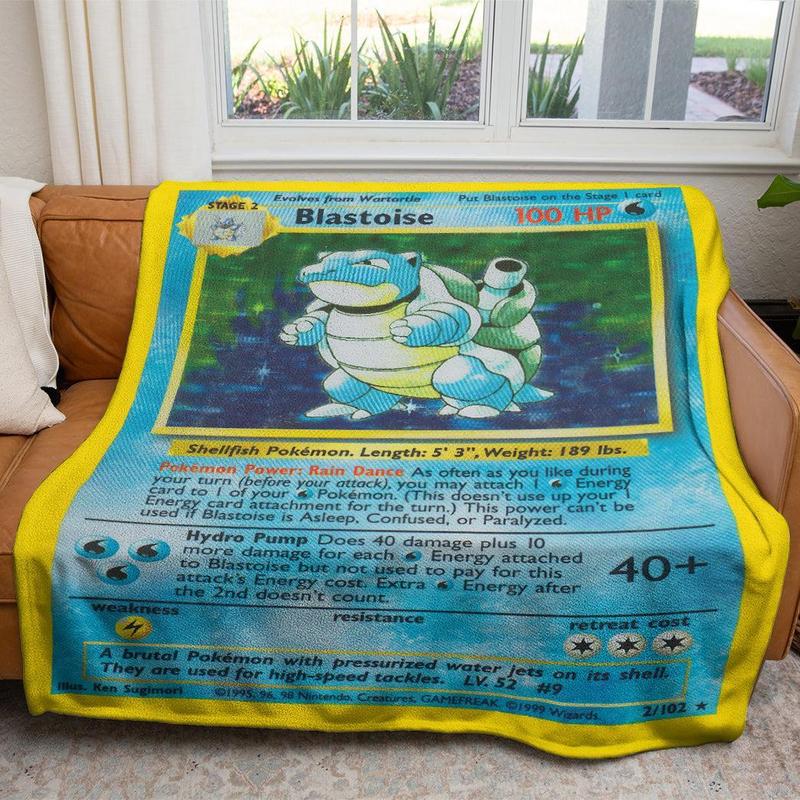 Evolves from Wartortle Put Blastoise on the Stage 1 card
STAGE 2 Blastoise 100 HP
Shellfish Pokémon. Length: 5' 3", Weight: 189 lbs.
Pokémon Power: Rain Dance As often as you like during
your turn (before your attack), you may attach 1 Energy
card to 1 of your Pokémon. (This doesn't use up your 1
Energy card attachment for the turn.) This power can't be
used if Blastoise is Asleep, Confused, or Paralyzed.
Hydro Pump Does 40 damage plus 10
more damage for each Energy attached
to Blastoise but not used to pay for this
attack's Energy cost. Extra Energy after
the 2nd doesn't count.
40+
weakness resistance retreat cost
A brutal Pokémon with pressurized water jets on its shell.
They are used for high-speed tackles. LV. 52 #9
Illus. Ken Sugimori ©1995, 96, 98 Nintendo, Creatures, GAMEFREAK. ©1999 Wizards. 2/102 ★